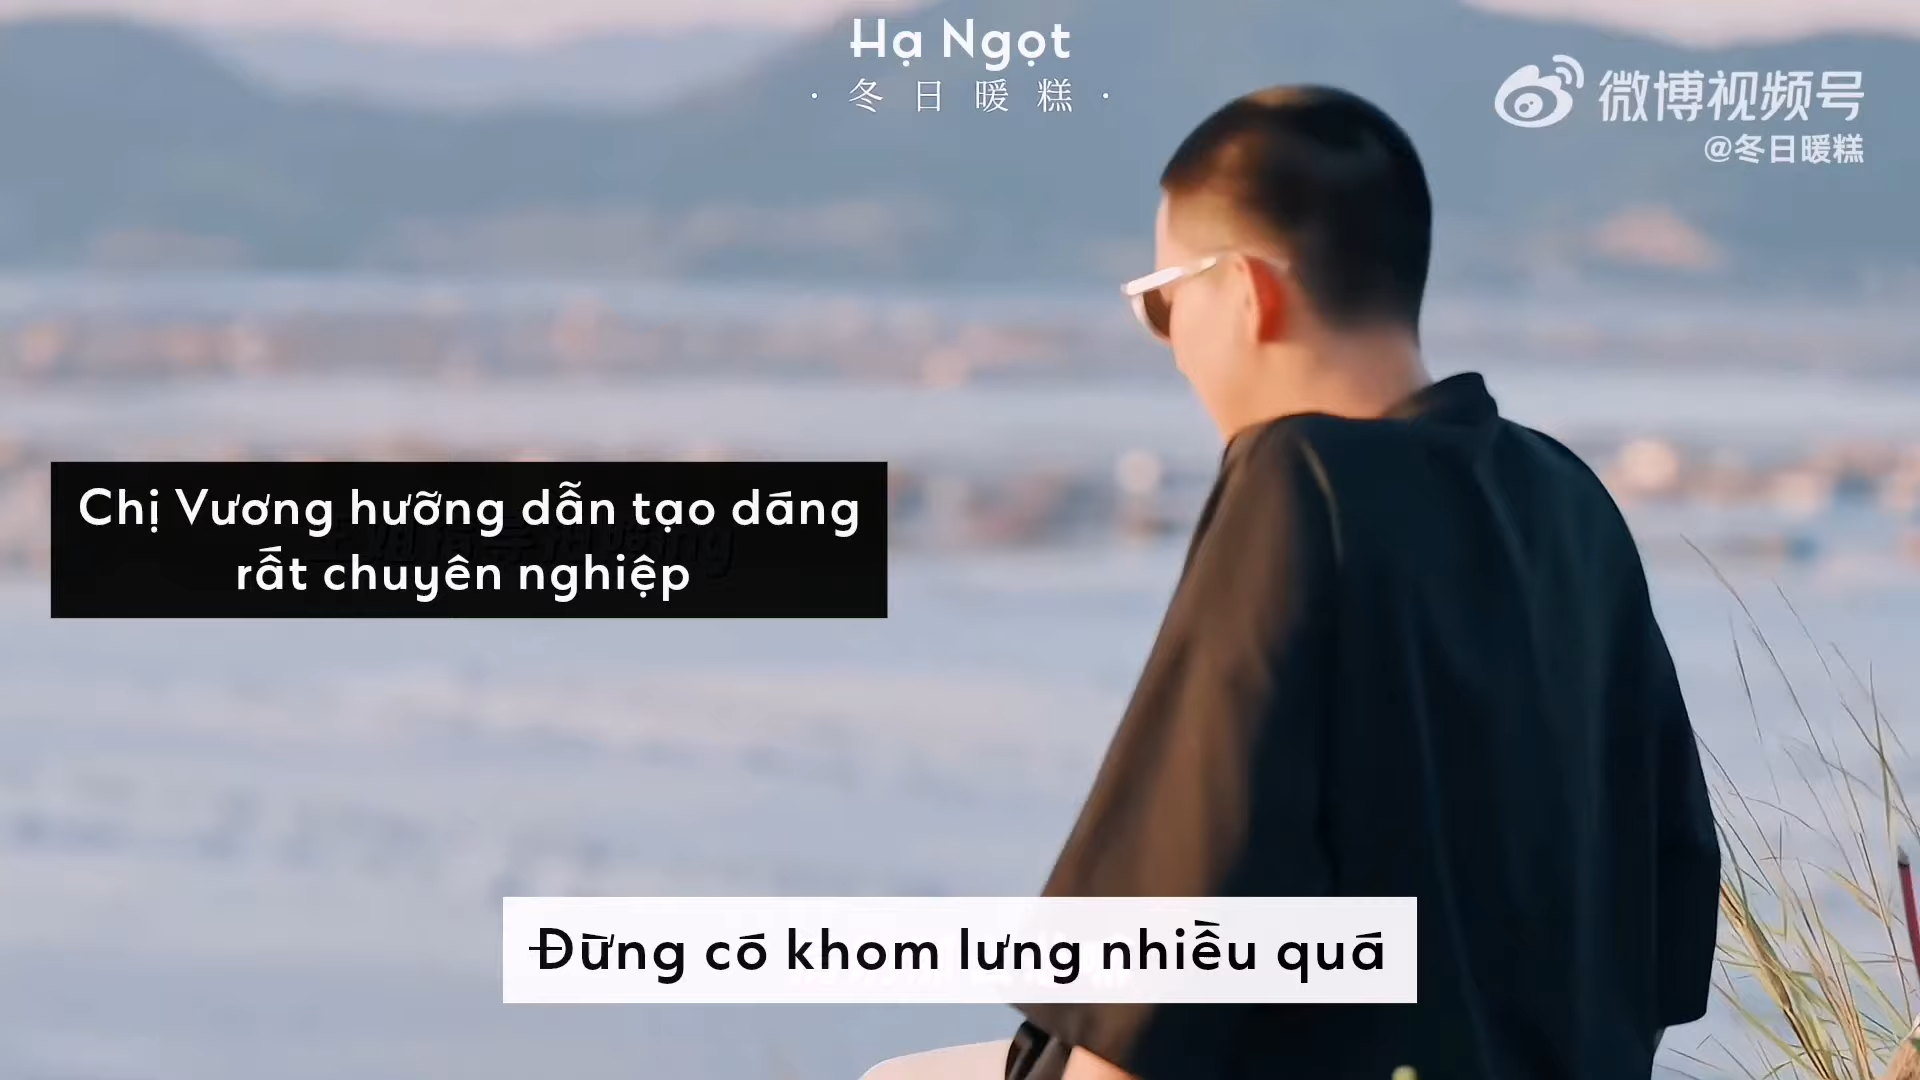 Hạ Ngọt
· 冬日暖糕 ·
微博视频号
@冬日暖糕
Chị Vương hưỡng dẫn tạo dáng
rất chuyên nghiệp
Đừng có khom lưng nhiều quá